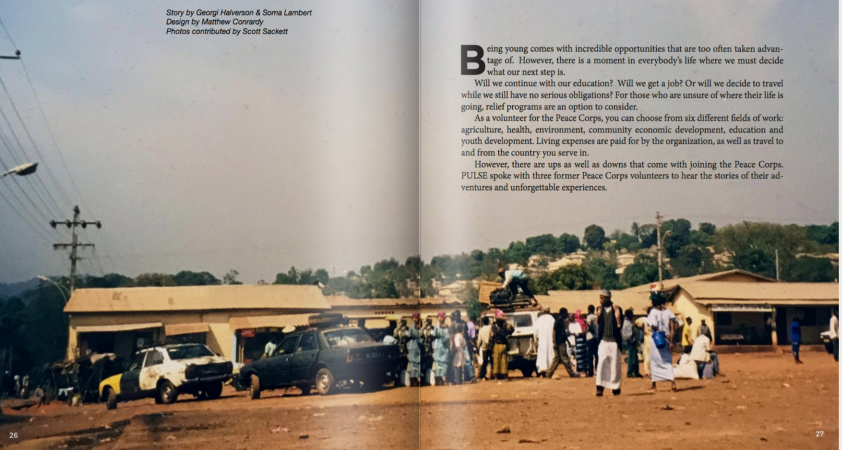 Story by Georgi Halverson & Soma Lambert
Design by Matthew Conrardy
Photos contributed by Scott Sackett
Being young comes with incredible opportunities that are too often taken advan-
tage of. However, there is a moment in everybody's life where we must decide
what our next step is.
Will we continue with our education? Will we get a job? Or will we decide to travel
while we still have no serious obligations? For those who are unsure of where their life is
going, relief programs are an option to consider.
As a volunteer for the Peace Corps, you can choose from six different fields of work:
agriculture, health, environment, community economic development, education and
youth development. Living expenses are paid for by the organization, as well as travel to
and from the country you serve in.
However, there are ups as well as downs that come with joining the Peace Corps.
PULSE spoke with three former Peace Corps volunteers to hear the stories of their ad-
ventures and unforgettable experiences.
26
27